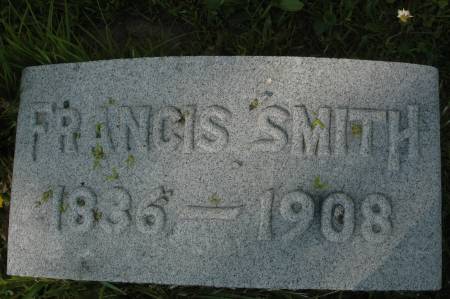 FRANCIS SMITH
1836 — 1908